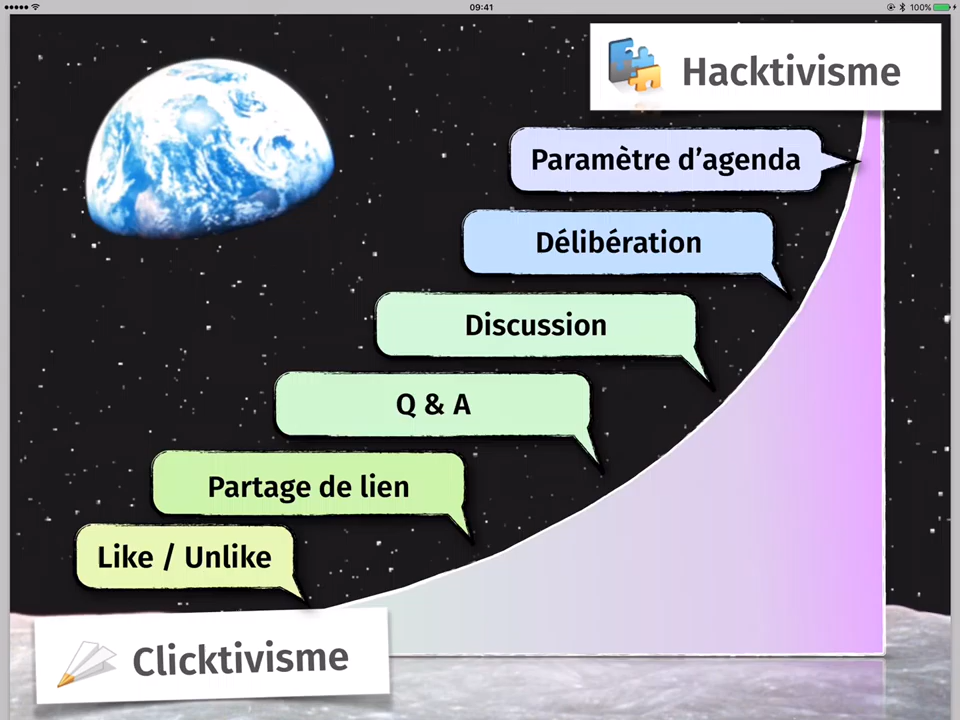 09:41
100%
Hacktivisme
Paramètre d’agenda
Délibération
Discussion
Q & A
Partage de lien
Like / Unlike
Clicktivisme